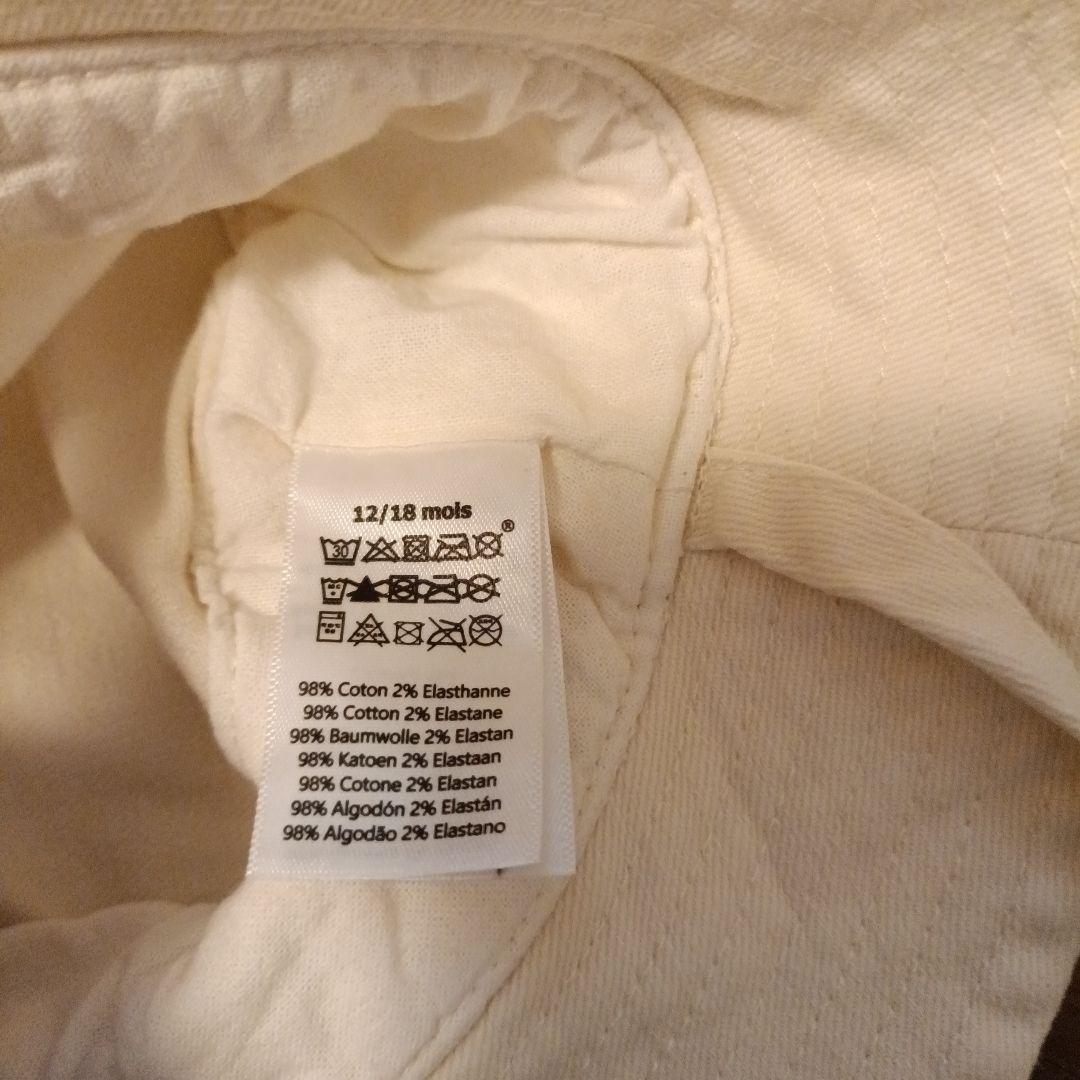 12/18 mois
30
®
98% Coton 2% Elasthanne
98% Cotton 2% Elastane
98% Baumwolle 2% Elastan
98% Katoen 2% Elastaan
98% Cotone 2% Elastan
98% Algodón 2% Elastán
98% Algodão 2% Elastano